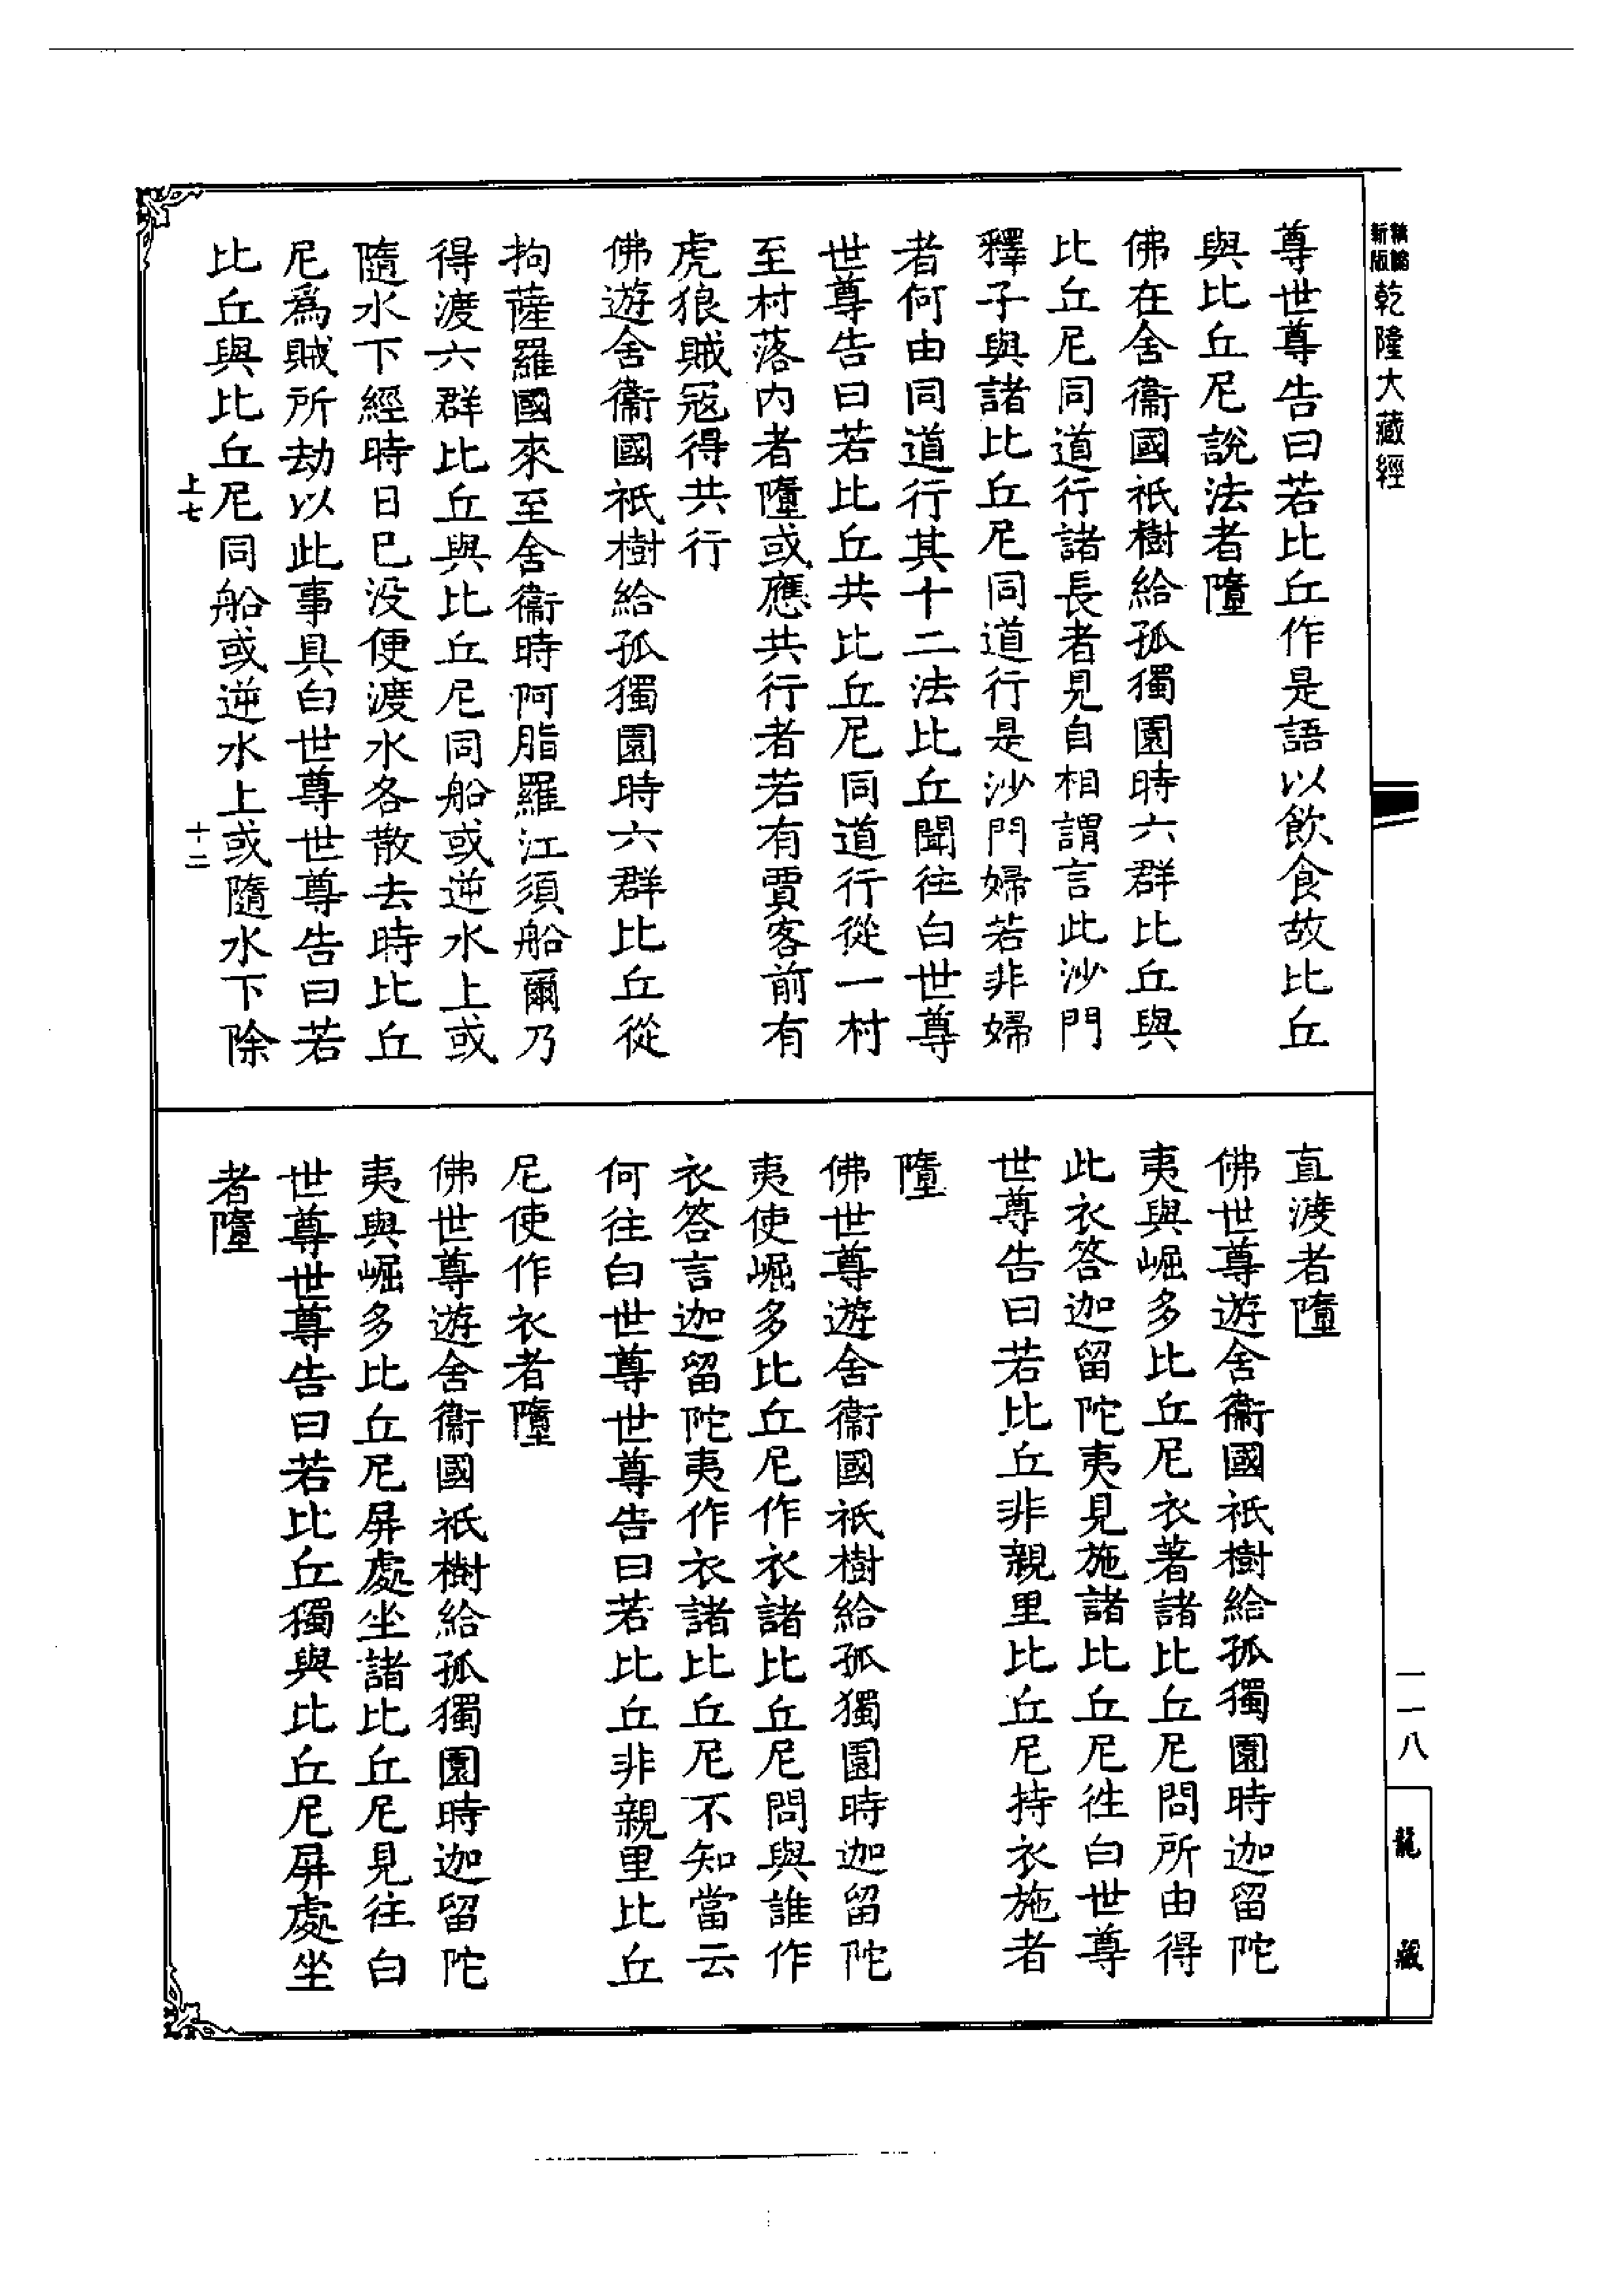 新編
縮版
乾隆大藏經
尊世尊告曰若比丘作是語以飲食故比丘
與比丘尼說法者墮
佛在舍衞國祇樹給孤獨園時六群比丘與
比丘尼同道行諸長者見自相謂言此沙門
釋子與諸比丘尼同道行是沙門婦若非婦
者何由同道行其十二法比丘聞往白世尊
世尊告曰若比丘共比丘尼同道行從一村
至村落內者墮或應共行者若有賈客前有
虎狼賊寇得共行
佛遊舍衞國祇樹給孤獨園時六群比丘從
拘薩羅國來至舍衞時阿脂羅江須船爾乃
得渡六群比丘與比丘尼同船或逆水上或
隨水下經時日巳没便渡水各散去時比丘
尼爲賊所劫以此事具白世尊世尊告曰若
比丘與比丘尼同船或逆水上或隨水下除
上七
十二
直渡者墮
佛世尊遊舍衞國祇樹給孤獨園時迦留陀
夷與崛多比丘尼衣著諸比丘尼問所由得
此衣答迦留陀夷見施諸比丘尼徃白世尊
世尊告曰若比丘非親里比丘尼持衣施者
墮
佛世尊遊舍衞國祇樹給孤獨園時迦留陀
夷使崛多比丘尼作衣諸比丘尼問與誰作
衣答言迦留陀夷作衣諸比丘尼不知當云
何往白世尊世尊告曰若比丘非親里比丘
尼使作衣者墮
佛世尊遊舍衞國祇樹給孤獨園時迦留陀
夷與崛多比丘尼屏處坐諸比丘尼見往白
世尊世尊告曰若比丘獨與比丘尼屏處坐
者墮
一一八
龍藏